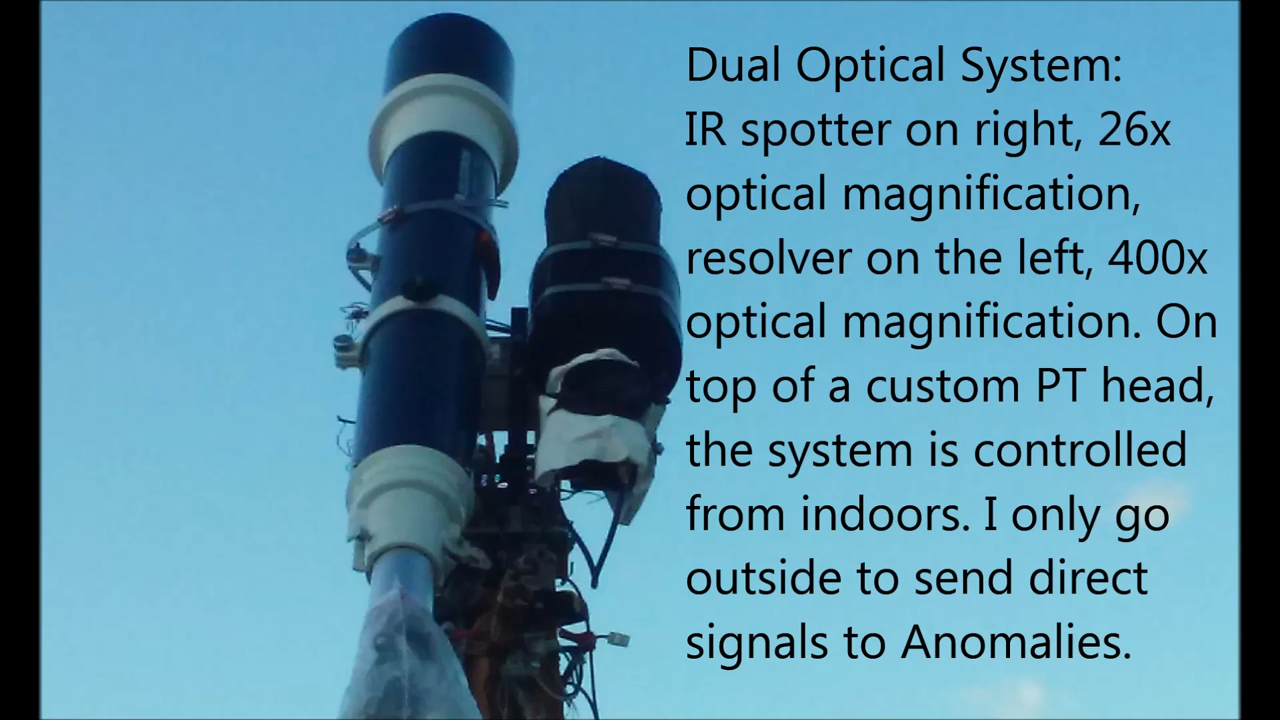 Dual Optical System:
IR spotter on right, 26x
optical magnification,
resolver on the left, 400x
optical magnification. On
top of a custom PT head,
the system is controlled
from indoors. I only go
outside to send direct
signals to Anomalies.